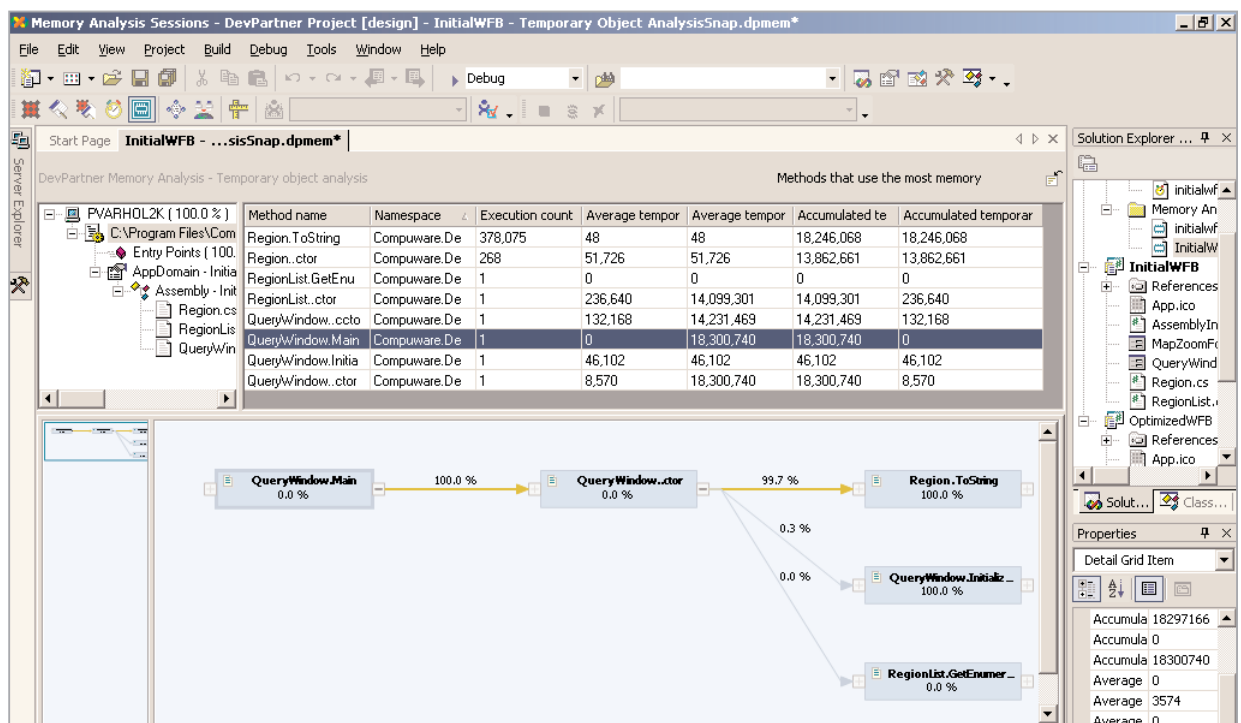 Memory Analysis Sessions - DevPartner Project [design] - InitialWFB - Temporary Object AnalysisSnap.dpmem*
File Edit View Project Build Debug Tools Window Help
Debug
Start Page InitialWFB - ...sisSnap.dpmem*
Server Explorer
DevPartner Memory Analysis - Temporary object analysis
Methods that use the most memory
PVARHOL2K ( 100.0 % )
C:\Program Files\Com
Entry Points ( 100.
AppDomain - Initia
Assembly - Init
Region.cs
RegionLis
QueryWin
Method name Namespace Execution count Average tempor Average tempor Accumulated te Accumulated temporar
Region.ToString Compuware.De 378,075 48 48 18,246,068 18,246,068
Region..ctor Compuware.De 268 51,726 51,726 13,862,661 13,862,661
RegionList.GetEnu Compuware.De 1 0 0 0 0
RegionList..ctor Compuware.De 1 236,640 14,099,301 14,099,301 236,640
QueryWindow..ccto Compuware.De 1 132,168 14,231,469 14,231,469 132,168
QueryWindow.Main Compuware.De 1 0 18,300,740 18,300,740 0
QueryWindow.Initia Compuware.De 1 46,102 46,102 46,102 46,102
QueryWindow..ctor Compuware.De 1 8,570 18,300,740 18,300,740 8,570
QueryWindow.Main
0.0 %
100.0 %
QueryWindow..ctor
0.0 %
99.7 %
Region.ToString
100.0 %
0.3 %
0.0 %
QueryWindow.Initializ...
100.0 %
RegionList.GetEnumer...
0.0 %
Solution Explorer ...
initialwf
Memory An
initialwf
InitialW
InitialWFB
References
App.ico
AssemblyIn
MapZoomFo
QueryWind
Region.cs
RegionList.
OptimizedWFB
References
App.ico
Solut... Class...
Properties
Detail Grid Item
Accumula 18297166
Accumula 0
Accumula 18300740
Average 0
Average 3574
Average 0